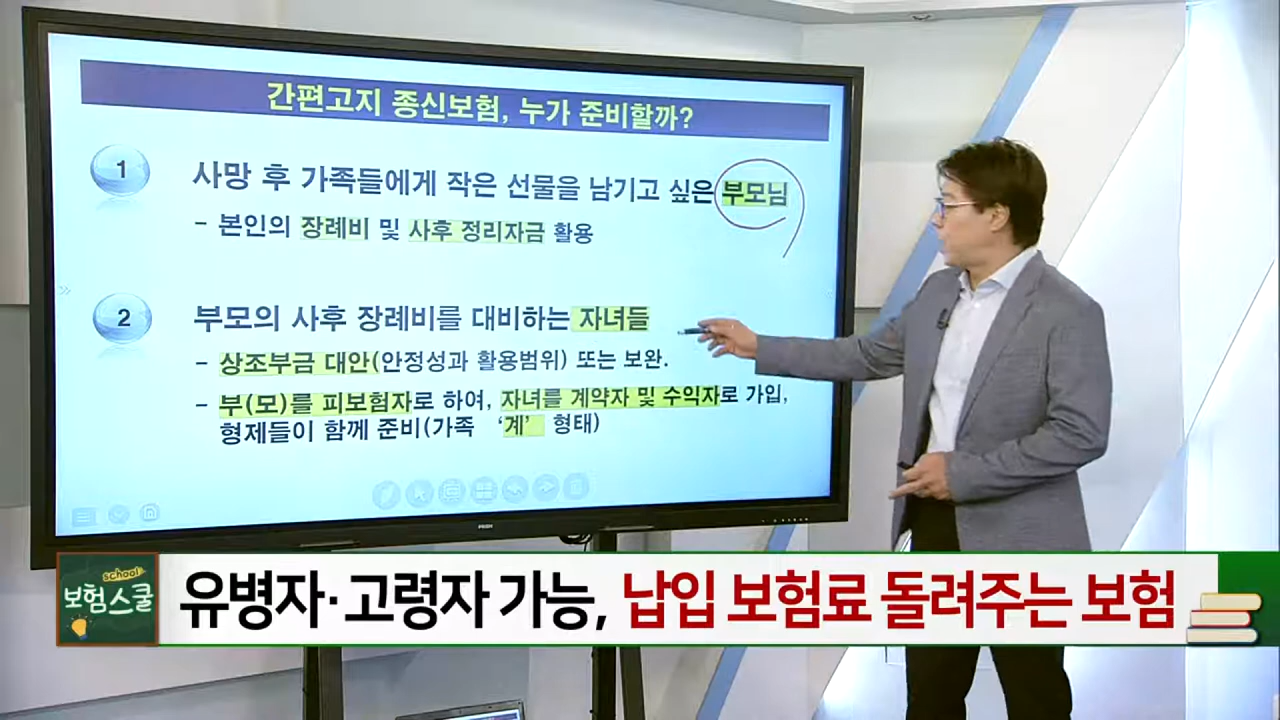 간편고지 종신보험, 누가 준비할까?
1
사망 후 가족들에게 작은 선물을 남기고 싶은 부모님
- 본인의 장례비 및 사후 정리자금 활용
2
부모의 사후 장례비를 대비하는 자녀들
- 상조부금 대안(안정성과 활용범위) 또는 보완.
- 부(모)를 피보험자로 하여, 자녀를 계약자 및 수익자로 가입,
형제들이 함께 준비(가족 ‘계’ 형태)
school
보험스쿨
유병자·고령자 가능, 납입 보험료 돌려주는 보험